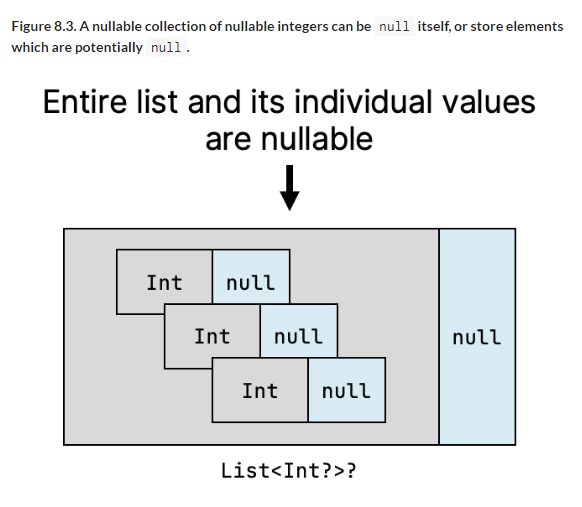 Figure 8.3. A nullable collection of nullable integers can be null itself, or store elements
which are potentially null .
Entire list and its individual values
are nullable
Int null
Int null
null
Int null
List<Int?>?